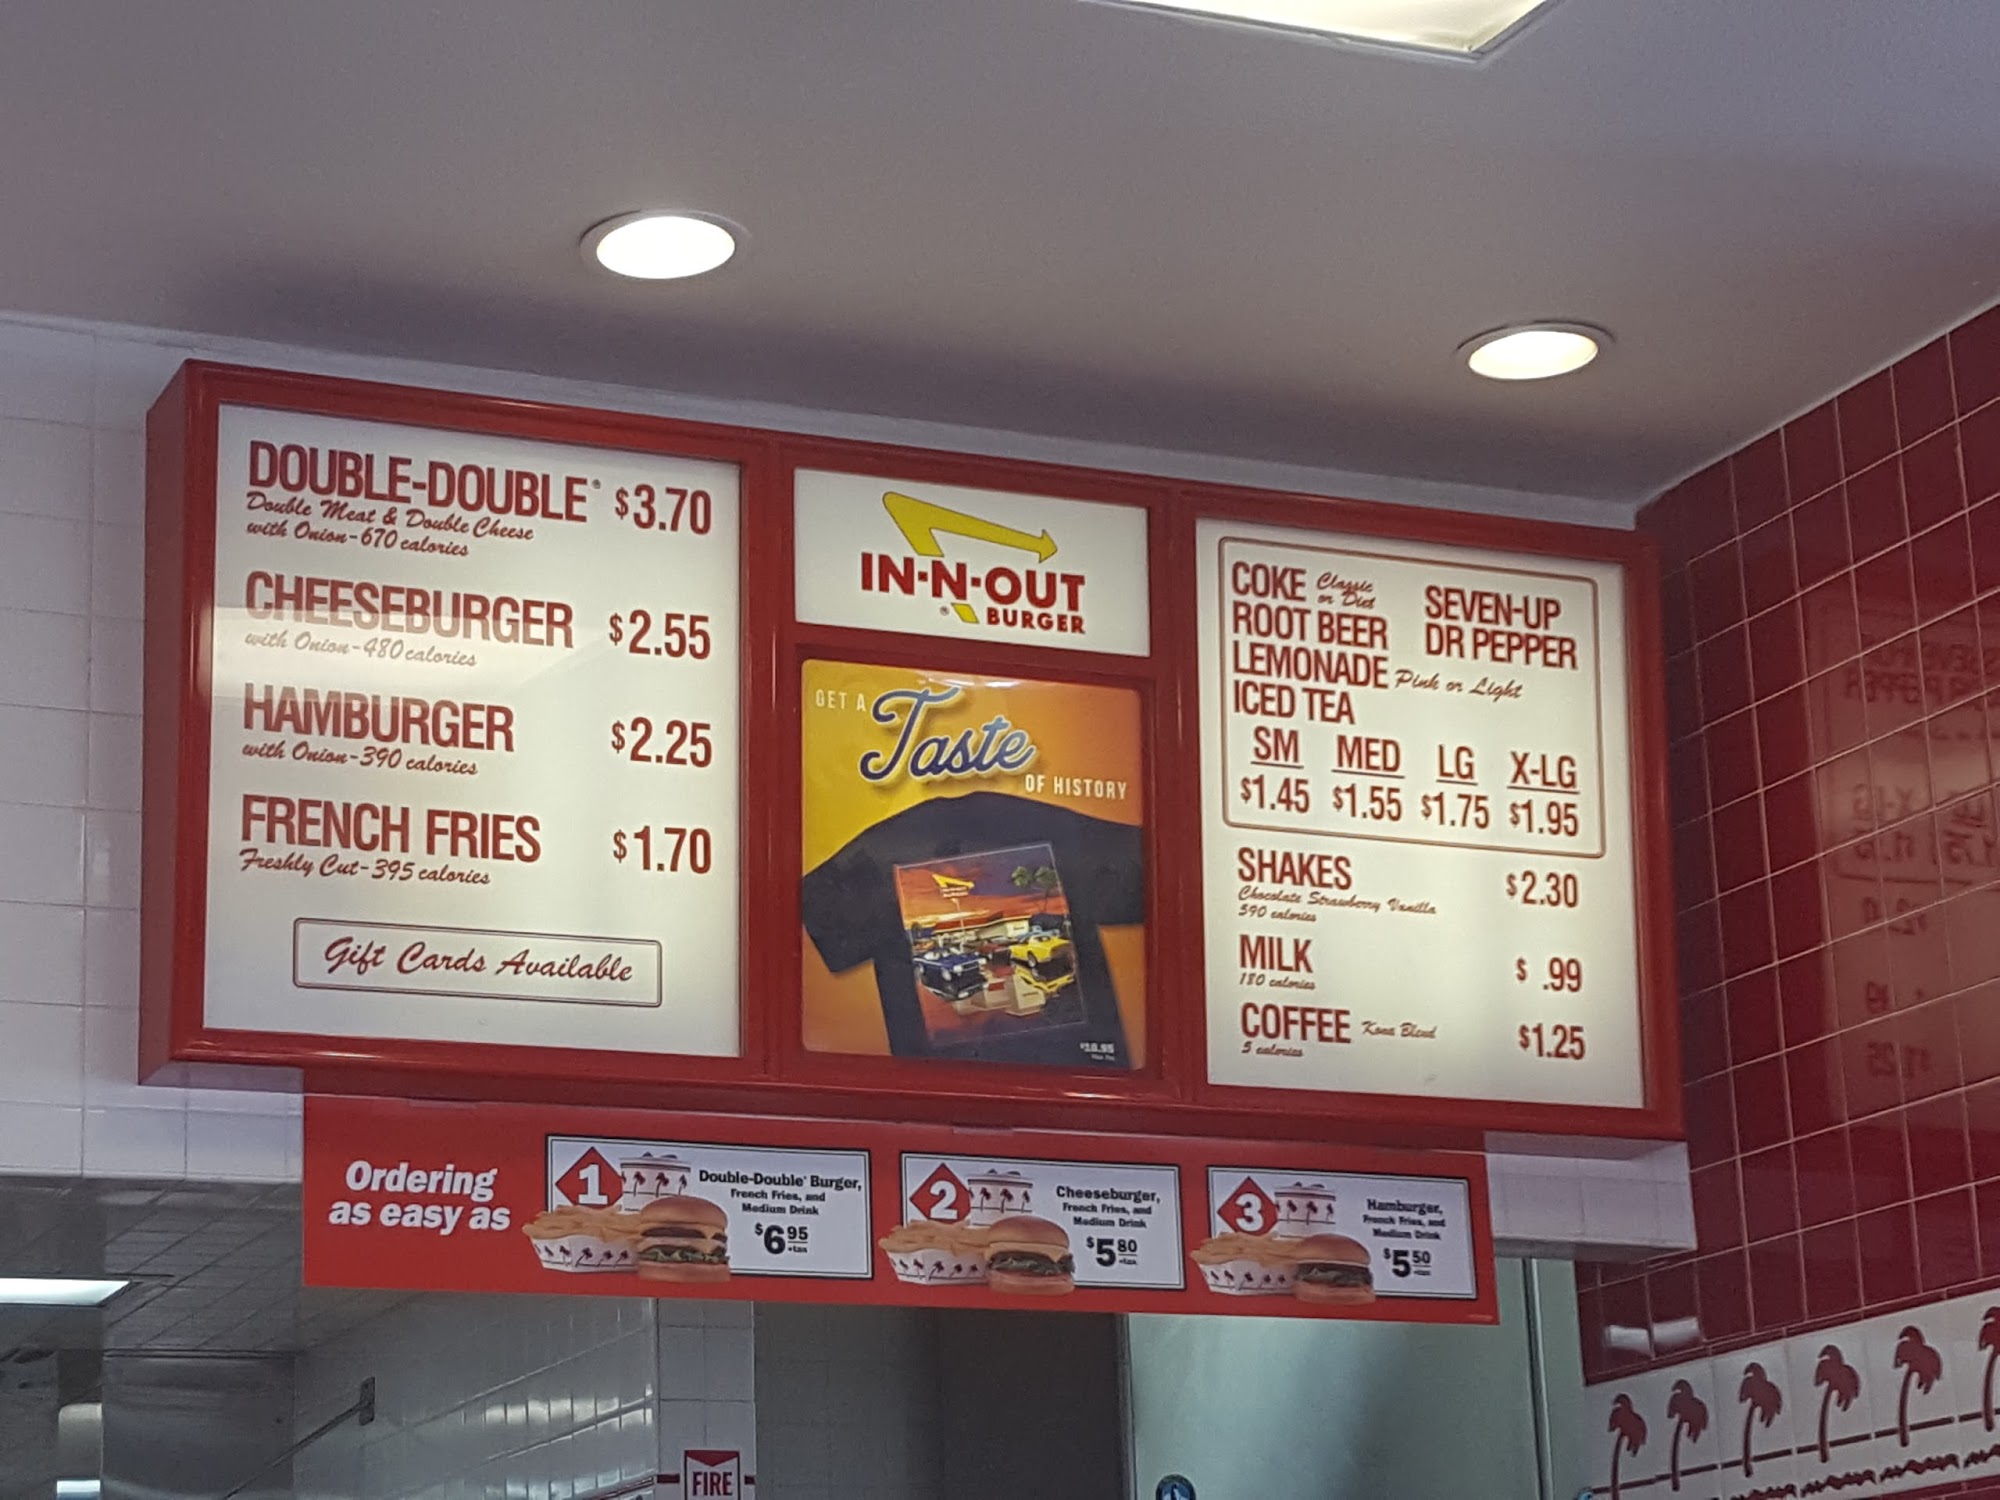 DOUBLE-DOUBLE® $3.70
Double Meat & Double Cheese
with Onion-670 calories
CHEESEBURGER $2.55
with Onion-480 calories
HAMBURGER $2.25
with Onion-390 calories
FRENCH FRIES $1.70
Freshly Cut-395 calories
Gift Cards Available
IN-N-OUT
® BURGER
GET A Taste
OF HISTORY
COKE Classic or Diet SEVEN-UP
ROOT BEER DR PEPPER
LEMONADE Pink or Light
ICED TEA
SM MED LG X-LG
$1.45 $1.55 $1.75 $1.95
SHAKES $2.30
Chocolate Strawberry Vanilla
590 calories
MILK $ .99
180 calories
COFFEE Kona Blend $1.25
5 calories
Ordering
as easy as
1
Double-Double® Burger,
French Fries, and
Medium Drink
$6 95
+tax
2
Cheeseburger,
French Fries, and
Medium Drink
$5 80
+tax
3
Hamburger,
French Fries, and
Medium Drink
$5 50
+tax
FIRE